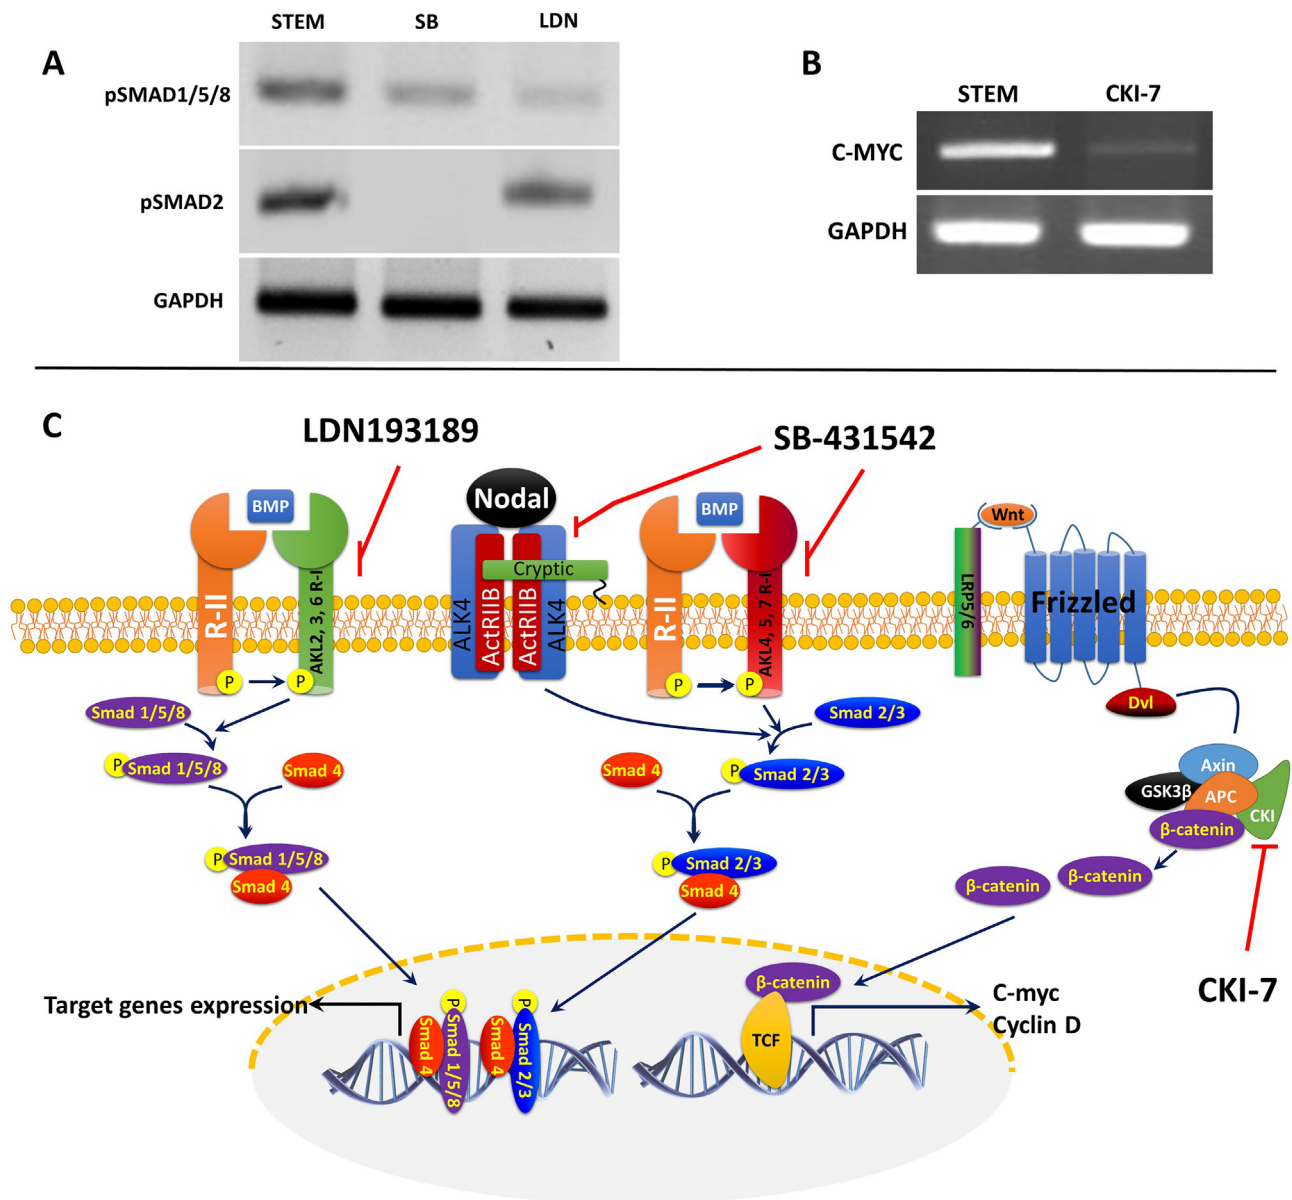 A
STEM SB LDN
pSMAD1/5/8
pSMAD2
GAPDH
B
STEM CKI-7
C-MYC
GAPDH
C
LDN193189
SB-431542
BMP
R-II
AKL2, 3, 6 R-I
P
P
Smad 1/5/8
P
Smad 1/5/8
Smad 4
P
Smad 1/5/8
Smad 4
Nodal
Cryptic
ALK4
ActRIIB
ActRIIB
ALK4
BMP
R-II
AKL4, 5, 7 R-I
P
P
Smad 2/3
Smad 4
P
Smad 2/3
P
Smad 2/3
Smad 4
Wnt
LRP5/6
Frizzled
Dvl
Axin
GSK3β
APC
CKI
β-catenin
β-catenin
β-catenin
CKI-7
Target genes expression
P
Smad 4
Smad 1/5/8
P
Smad 4
Smad 2/3
β-catenin
TCF
C-myc
Cyclin D